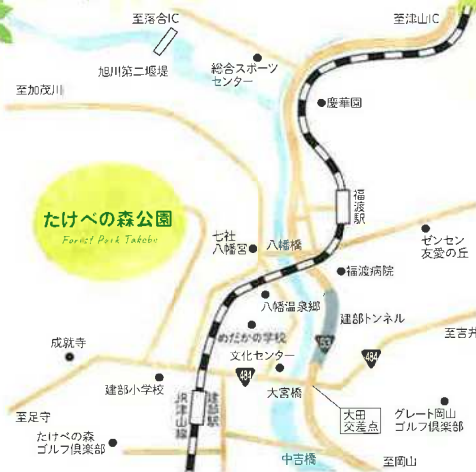 至落合IC
至津山IC
旭川第二堰堤
総合スポーツ
センター
至加茂川
慶華園
たけべの森公園
Forest Park Takebe
福渡駅
七社
八幡宮
八幡橋
ゼンセン
友愛の丘
福渡病院
八幡温泉郷
建部トンネル
めだかの学校
53
至吉井
成就寺
文化センター
484
484
建部小学校
大宮橋
建部駅
JR津山線
大田
交差点
グレート岡山
ゴルフ倶楽部
至足守
たけべの森
ゴルフ倶楽部
中吉橋
至岡山